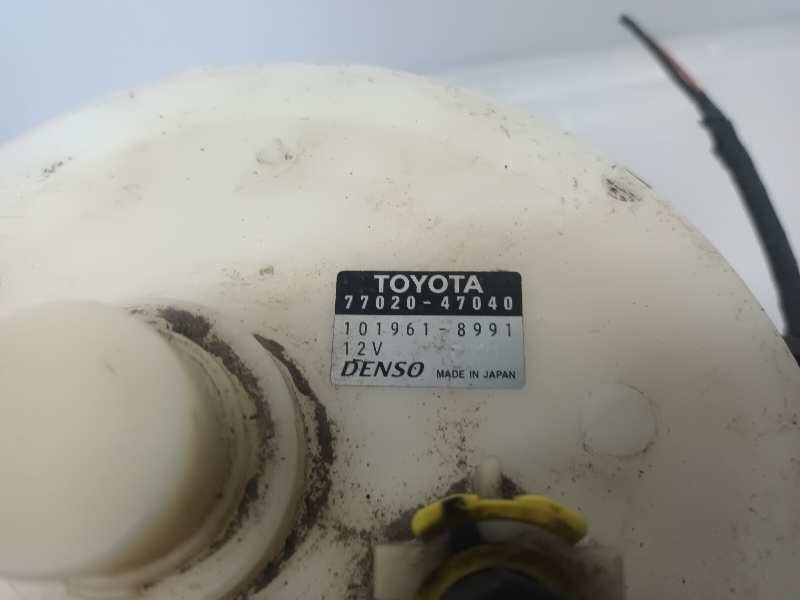 TOYOTA
77020-47040
101961-8991
12V
DENSO MADE IN JAPAN